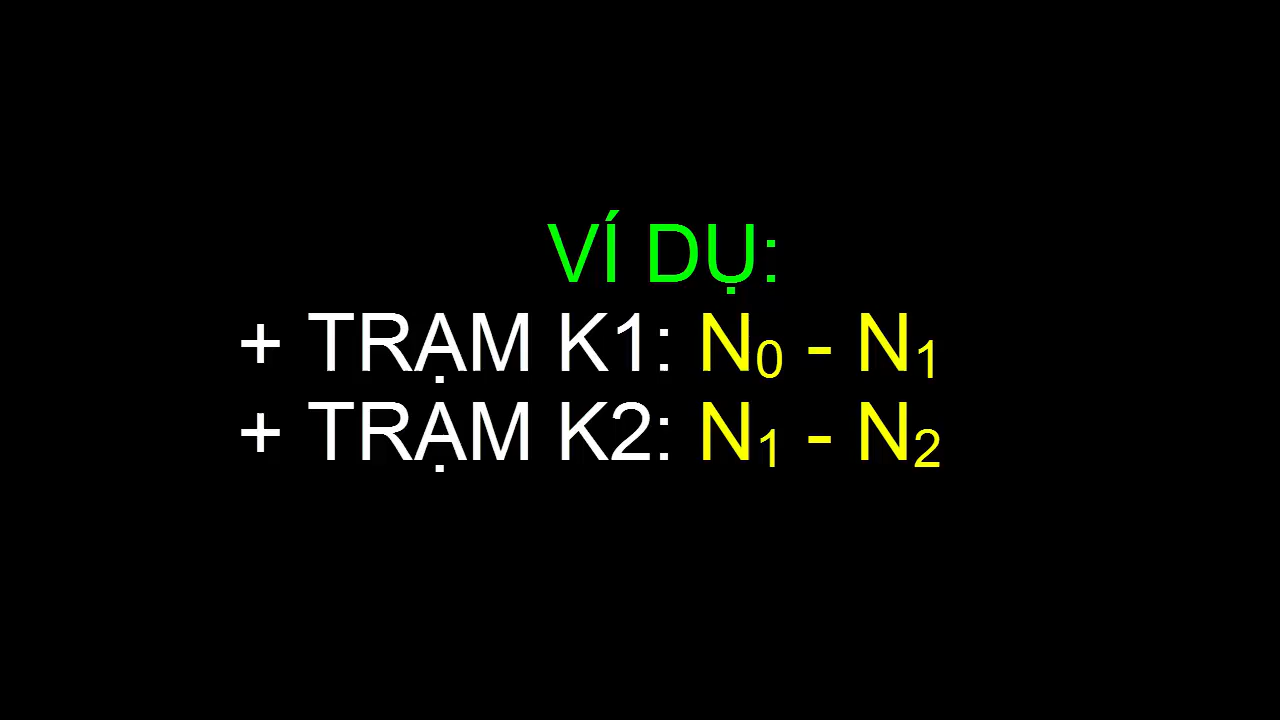 VÍ DỤ:
+ TRẠM K1: N₀ - N₁
+ TRẠM K2: N₁ - N₂